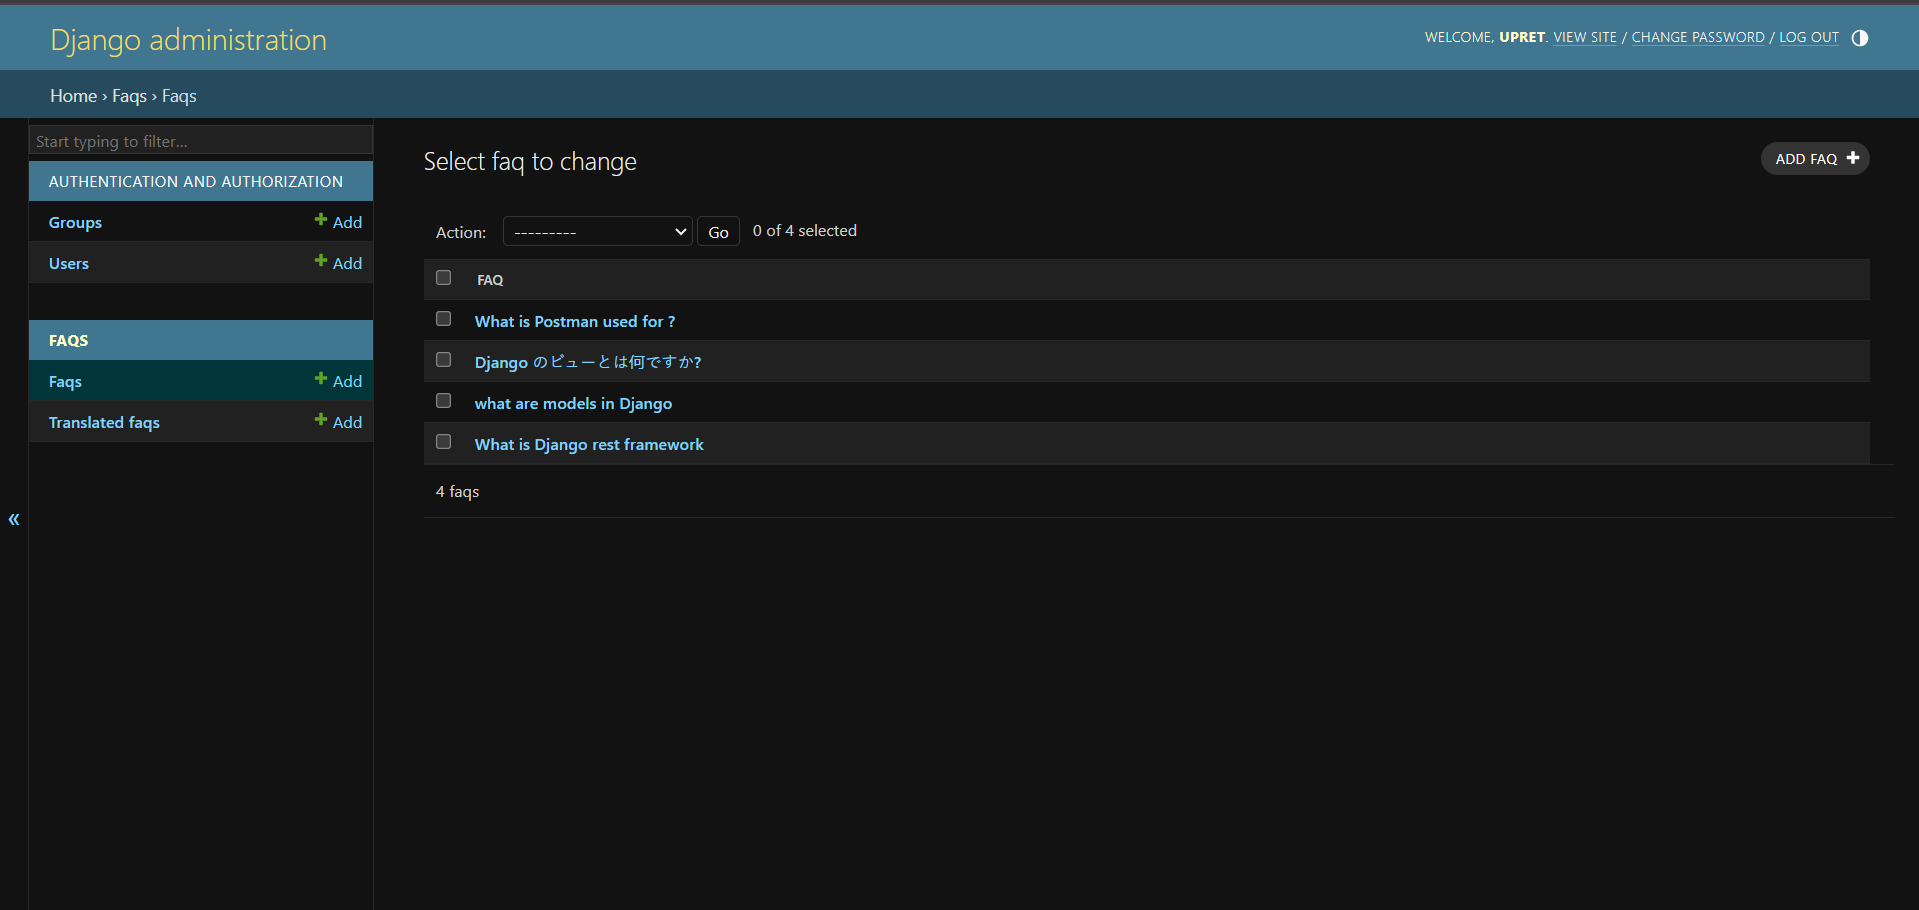 Django administration
WELCOME, UPRET. VIEW SITE / CHANGE PASSWORD / LOG OUT
Home › Faqs › Faqs
Start typing to filter...
AUTHENTICATION AND AUTHORIZATION
Groups + Add
Users + Add
FAQS
Faqs + Add
Translated faqs + Add
«
Select faq to change
ADD FAQ +
Action: --------- Go 0 of 4 selected
FAQ
What is Postman used for ?
Django のビューとは何ですか?
what are models in Django
What is Django rest framework
4 faqs